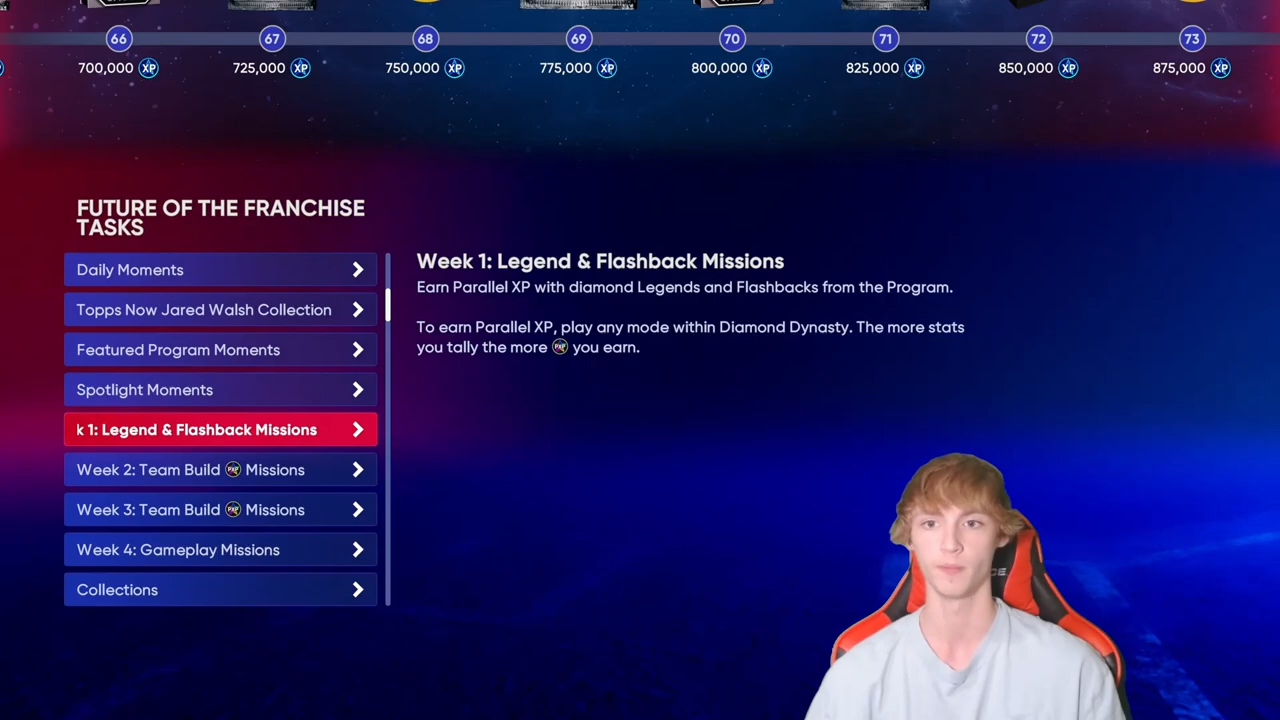 66 67 68 69 70 71 72 73
700,000 XP 725,000 XP 750,000 XP 775,000 XP 800,000 XP 825,000 XP 850,000 XP 875,000 XP
FUTURE OF THE FRANCHISE
TASKS
Daily Moments
Topps Now Jared Walsh Collection
Featured Program Moments
Spotlight Moments
k 1: Legend & Flashback Missions
Week 2: Team Build PXP Missions
Week 3: Team Build PXP Missions
Week 4: Gameplay Missions
Collections
Week 1: Legend & Flashback Missions
Earn Parallel XP with diamond Legends and Flashbacks from the Program.
To earn Parallel XP, play any mode within Diamond Dynasty. The more stats
you tally the more PXP you earn.